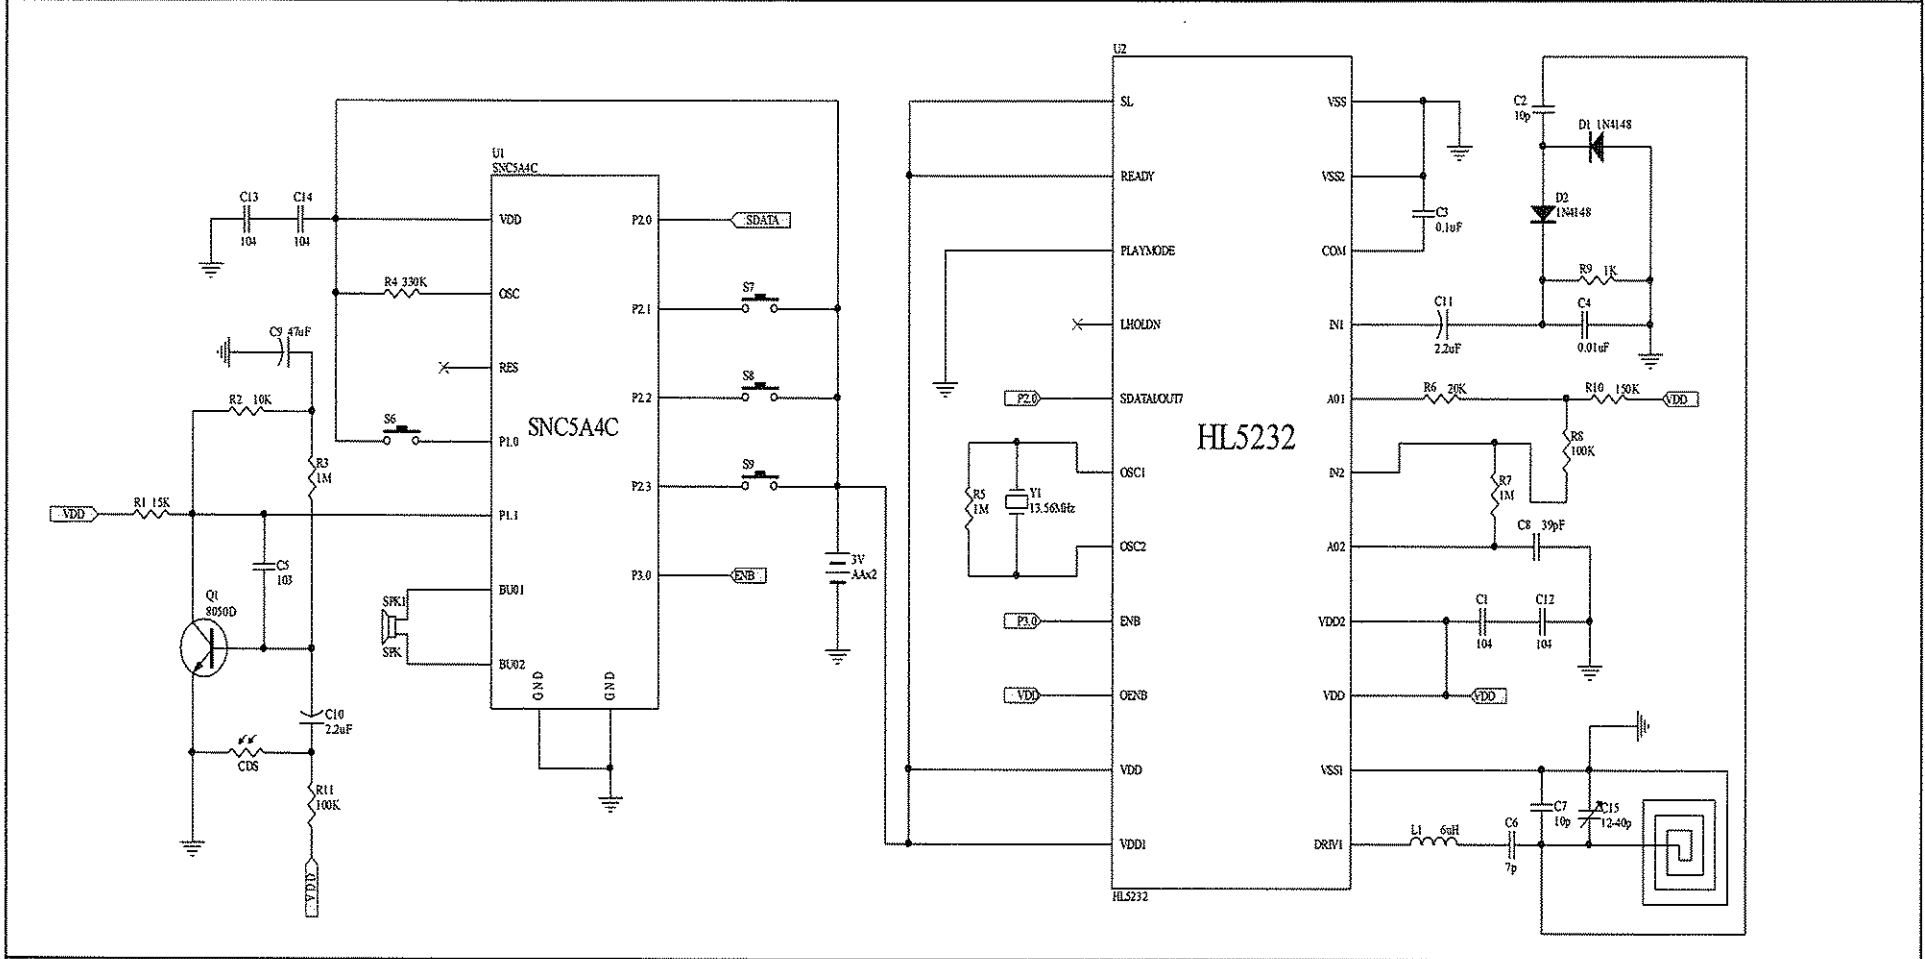 U1
SNC5A4C
C13
104
C14
104
VDD
R4 330K
OSC
C9 47uF
RES
R2 10K
S6
P1.0
R3
1M
VDD
R1 15K
P1.1
C5
103
Q1
8050D
SPK1
SPK
BU01
BU02
GND
GND
C10
2.2uF
CDS
R11
100K
VDD
SNC5A4C
P2.0
SDATA
P2.1
S7
P2.2
S8
P2.3
S9
P3.0
ENB
3V
AAx2
U2
SL
READY
PLAYMODE
LHOLDN
P2.0
SDATAI/OUT7
OSC1
R5
1M
Y1
13.56MHz
OSC2
P3.0
ENB
VDD
OENB
VDD
VDD1
HL5232
HL5232
VSS
VSS2
C3
0.1uF
COM
IN1
C11
2.2uF
C2
10p
D1 1N4148
D2
1N4148
R9 1K
C4
0.01uF
A01
R6 20K
R10 150K
VDD
R8
100K
IN2
R7
1M
C8 39pF
A02
VDD2
C1
104
C12
104
VDD
VDD
VSS1
C7
10p
C15
12-40p
DRIV1
L1 6uH
C6
7p